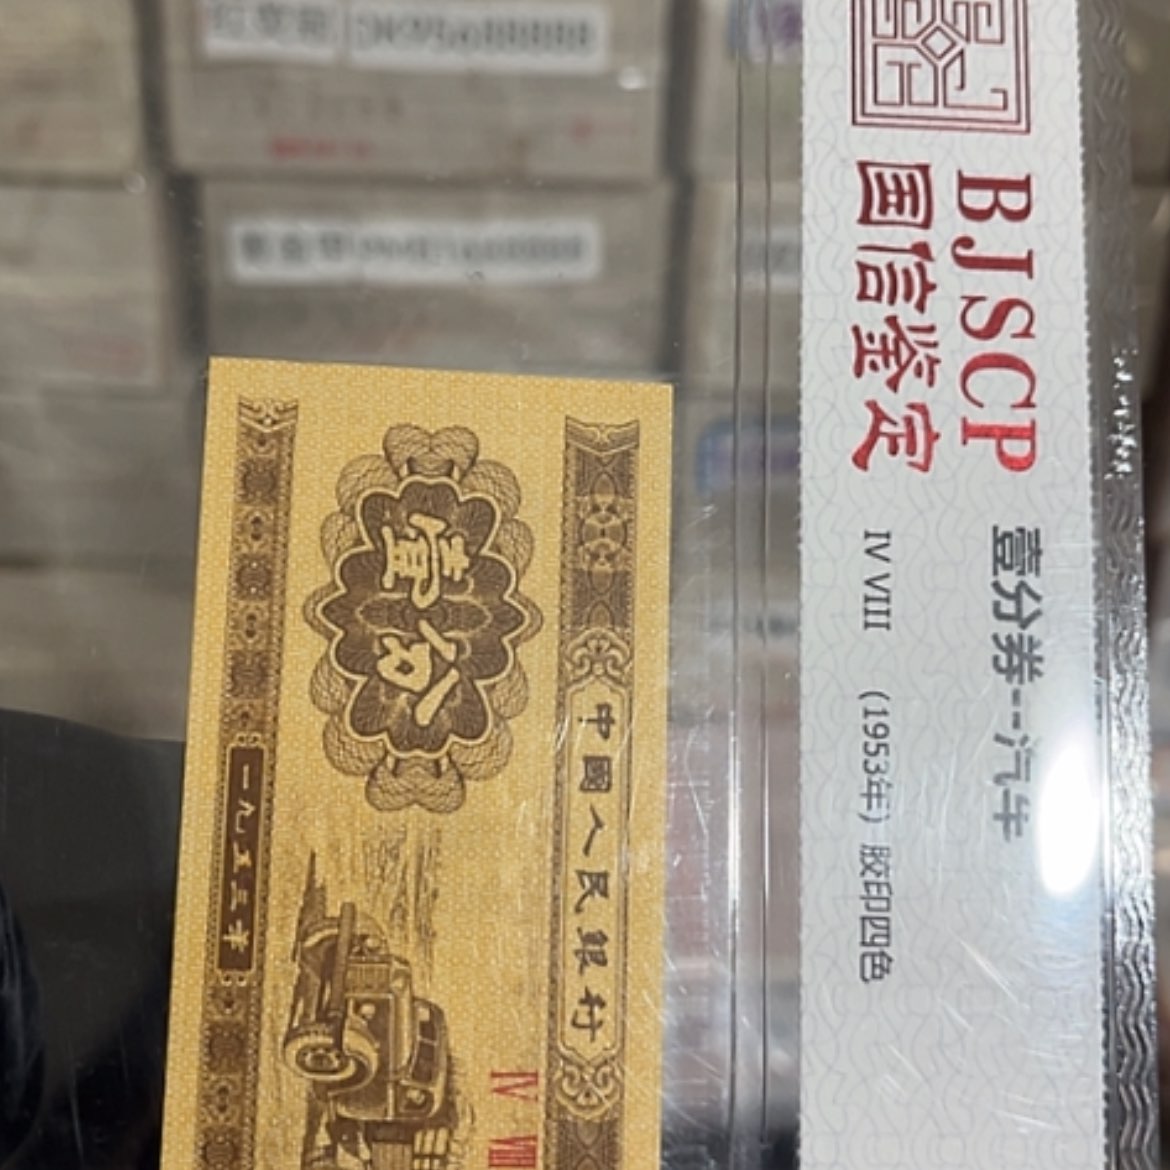 BJSCP
国信鉴定
壹分券--汽车
IV VIII (1953年) 胶印四色
中國人民銀行
壹分
IV VIII
一九五三年